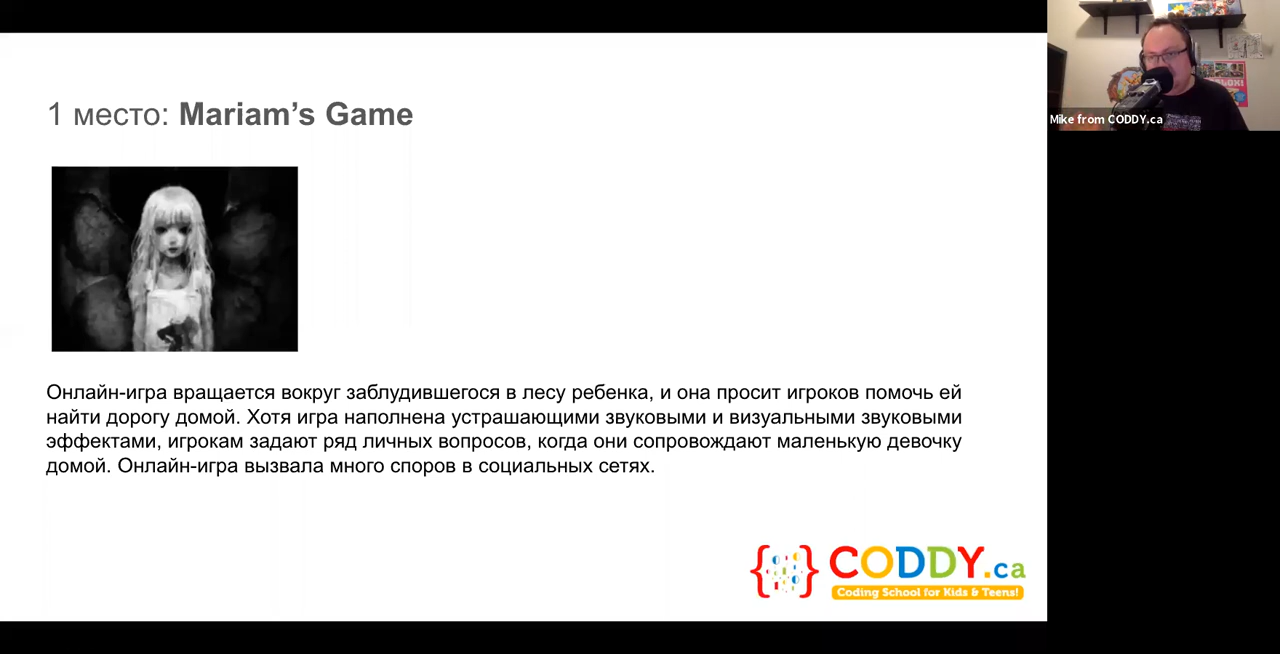 1 место: Mariam’s Game
Онлайн-игра вращается вокруг заблудившегося в лесу ребенка, и она просит игроков помочь ей
найти дорогу домой. Хотя игра наполнена устрашающими звуковыми и визуальными звуковыми
эффектами, игрокам задают ряд личных вопросов, когда они сопровождают маленькую девочку
домой. Онлайн-игра вызвала много споров в социальных сетях.
CODDY.ca
Coding School for Kids & Teens!
Mike from CODDY.ca